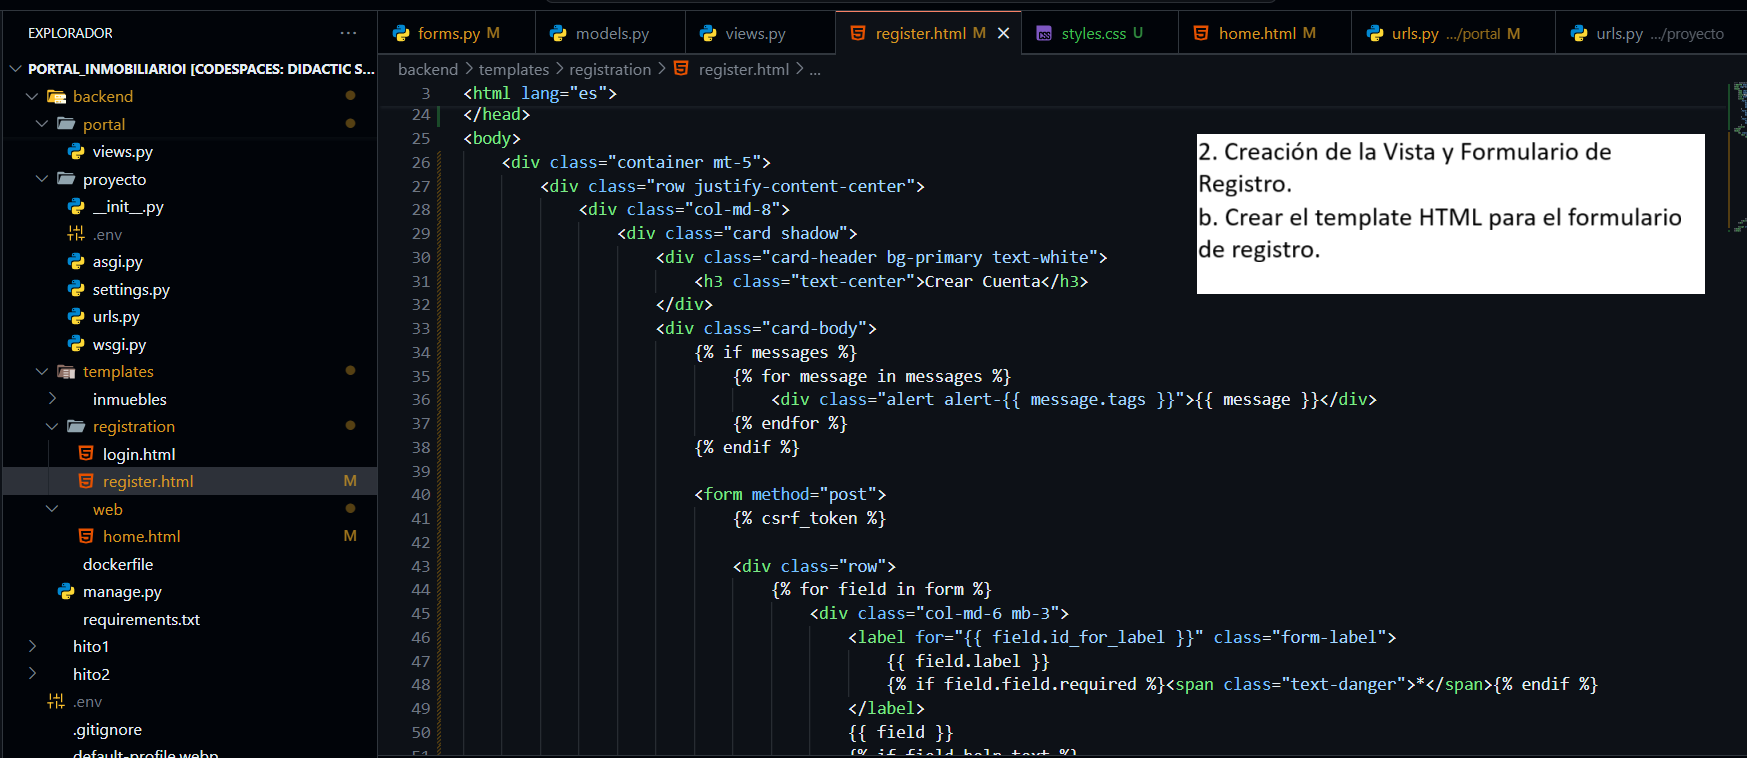 EXPLORADOR
PORTAL_INMOBILIARIOI [CODESPACES: DIDACTIC S...
backend
portal
views.py
proyecto
__init__.py
.env
asgi.py
settings.py
urls.py
wsgi.py
templates
inmuebles
registration
login.html
register.html M
web
home.html M
dockerfile
manage.py
requirements.txt
hito1
hito2
.env
.gitignore
default-profile.webp
forms.py M
models.py
views.py
register.html M
styles.css U
home.html M
urls.py .../portal M
urls.py .../proyecto
backend > templates > registration > register.html > ...
3 <html lang="es">
24 </head>
25 <body>
26 <div class="container mt-5">
27 <div class="row justify-content-center">
28 <div class="col-md-8">
29 <div class="card shadow">
30 <div class="card-header bg-primary text-white">
31 <h3 class="text-center">Crear Cuenta</h3>
32 </div>
33 <div class="card-body">
34 {% if messages %}
35 {% for message in messages %}
36 <div class="alert alert-{{ message.tags }}">{{ message }}</div>
37 {% endfor %}
38 {% endif %}
39
40 <form method="post">
41 {% csrf_token %}
42
43 <div class="row">
44 {% for field in form %}
45 <div class="col-md-6 mb-3">
46 <label for="{{ field.id_for_label }}" class="form-label">
47 {{ field.label }}
48 {% if field.field.required %}<span class="text-danger">*</span>{% endif %}
49 </label>
50 {{ field }}
51 {% if field.help_text %}
2. Creación de la Vista y Formulario de
Registro.
b. Crear el template HTML para el formulario
de registro.